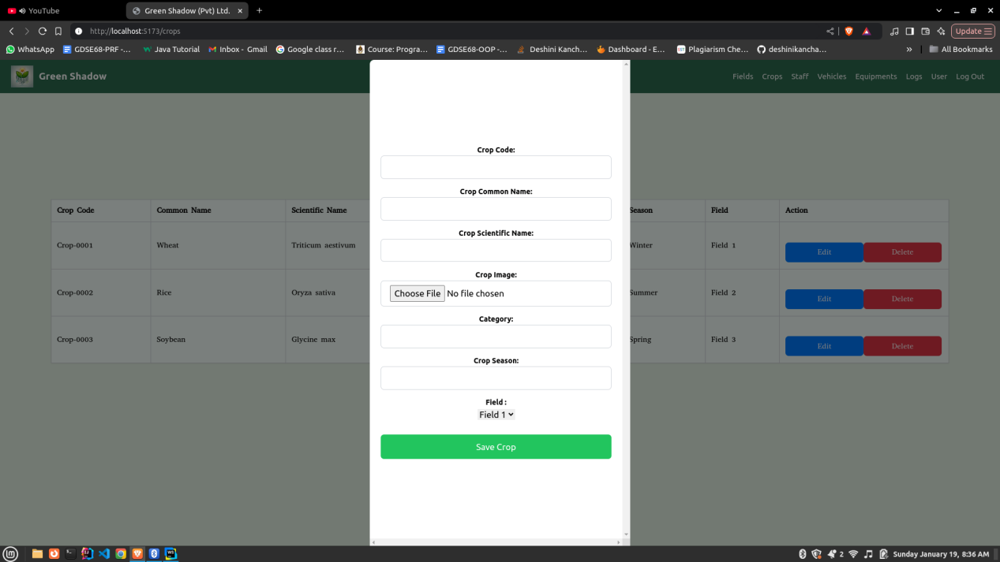 YouTube
Green Shadow (Pvt) Ltd.
http://localhost:5173/crops
Update
WhatsApp
GDSE68-PRF -...
Java Tutorial
Inbox - Gmail
Google class r...
Course: Progra...
GDSE68-OOP -...
Deshini Kanch...
Dashboard - E...
Plagiarism Che...
deshinikancha...
»
All Bookmarks
Green Shadow
Fields Crops Staff Vehicles Equipments Logs User Log Out
Crop Code:
Crop Common Name:
Crop Scientific Name:
Crop Image:
Choose File No file chosen
Category:
Crop Season:
Field :
Field 1
Save Crop
Crop Code Common Name Scientific Name Season Field Action
Crop-0001 Wheat Triticum aestivum Winter Field 1 Edit Delete
Crop-0002 Rice Oryza sativa Summer Field 2 Edit Delete
Crop-0003 Soybean Glycine max Spring Field 3 Edit Delete
2
Sunday January 19, 8:36 AM